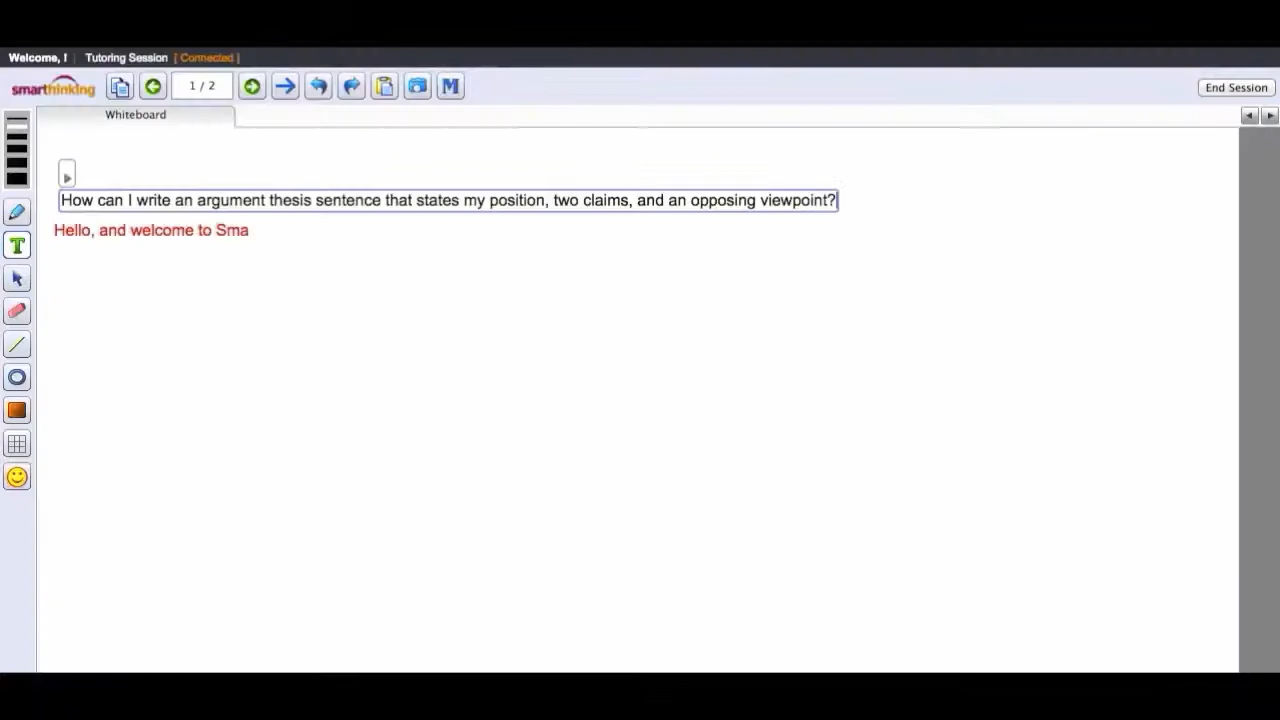 Welcome, ! Tutoring Session [ Connected ]
smarthinking 1 / 2 M End Session
Whiteboard
How can I write an argument thesis sentence that states my position, two claims, and an opposing viewpoint?
Hello, and welcome to Sma
T